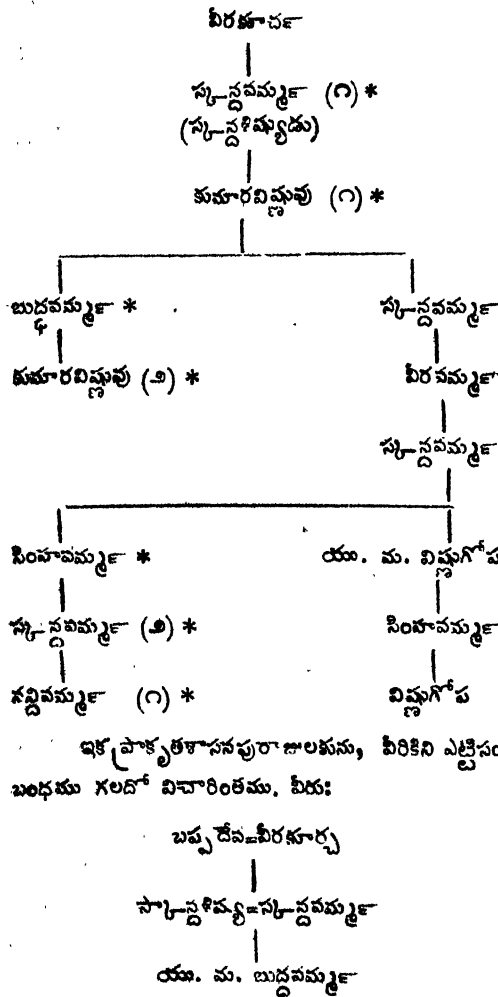 వీరకూర్చ
స్కన్దవర్మ (౧) *
(స్కన్దశిష్యుడు)
కుమారవిష్ణువు (౧) *
బుద్ధవర్మ * స్కన్దవర్మ
కుమారవిష్ణువు (౨) * వీరవర్మ
స్కన్దవర్మ
సింహవర్మ * యు. మ. విష్ణుగోప
స్కన్దవర్మ (౨) * సింహవర్మ
నన్దివర్మ (౧) * విష్ణుగోప
ఇక ప్రాకృతశాసనపురాజులకును, వీరికిని ఎట్టిసం
బంధము గలదో విచారింతము. వీరు:
బప్పదేవ=వీరకూర్చ
స్కాన్దశిష్య=స్కన్దవర్మ
యు. మ. బుద్ధవర్మ